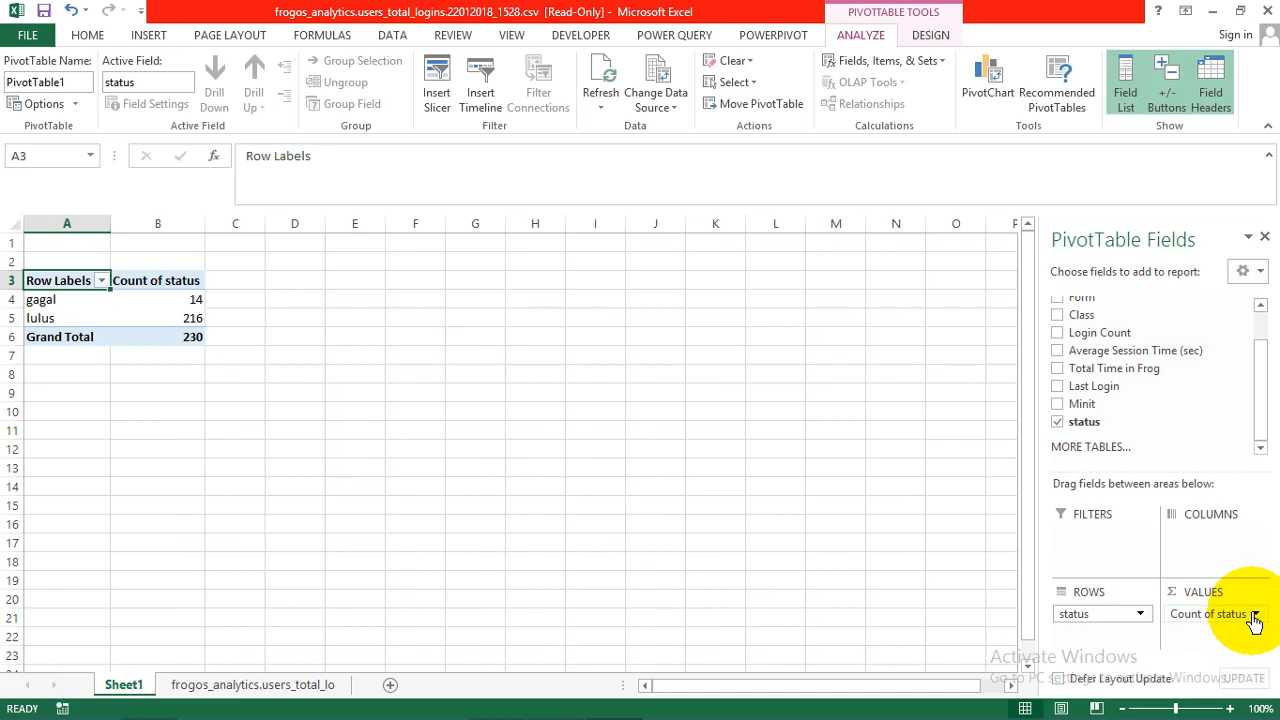 frogos_analytics.users_total_logins.22012018_1528.csv [Read-Only] - Microsoft Excel
PIVOTTABLE TOOLS
FILE HOME INSERT PAGE LAYOUT FORMULAS DATA REVIEW VIEW DEVELOPER POWER QUERY POWERPIVOT ANALYZE DESIGN Sign in
PivotTable Name:
PivotTable1
Options
PivotTable
Active Field:
status
Field Settings
Drill Down
Drill Up
Active Field
Group Selection
Ungroup
Group Field
Group
Insert Slicer
Insert Timeline
Filter Connections
Filter
Refresh
Change Data Source
Data
Clear
Select
Move PivotTable
Actions
Fields, Items, & Sets
OLAP Tools
Relationships
Calculations
PivotChart
Recommended PivotTables
Tools
Field List
+/- Buttons
Field Headers
Show
A3
fx
Row Labels
A B C D E F G H I J K L M N O P
1
2
3 Row Labels Count of status
4 gagal 14
5 lulus 216
6 Grand Total 230
7
8
9
10
11
12
13
14
15
16
17
18
19
20
21
22
23
24
PivotTable Fields
Choose fields to add to report:
Form
Class
Login Count
Average Session Time (sec)
Total Time in Frog
Last Login
Minit
status
MORE TABLES...
Drag fields between areas below:
FILTERS
COLUMNS
ROWS
VALUES
status
Count of status
Activate Windows
Go to PC settings to activate Windows.
Defer Layout Update
UPDATE
Sheet1
frogos_analytics.users_total_lo
READY
100%